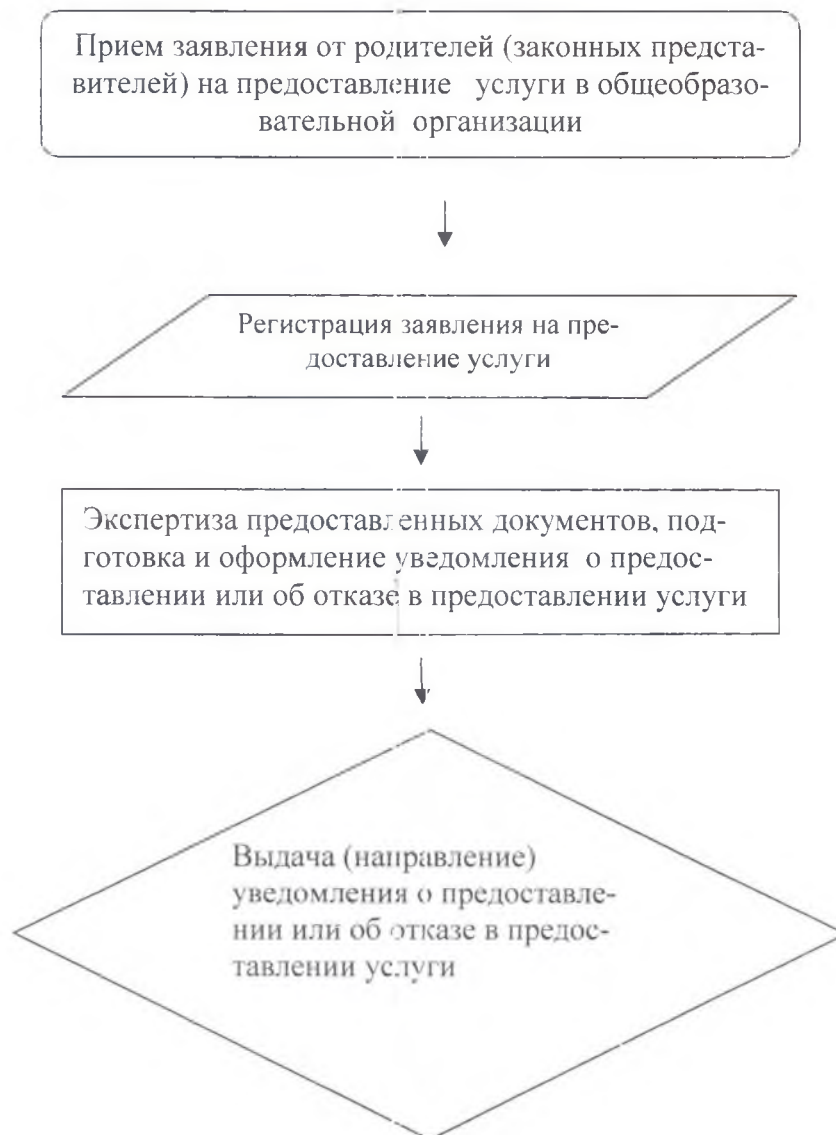 Прием заявления от родителей (законных предста-
вителей) на предоставление услуги в общеобразо-
вательной организации
Регистрация заявления на пре-
доставление услуги
Экспертиза предоставленных документов, под-
готовка и оформление уведомления о предос-
тавлении или об отказе в предоставлении услуги
Выдача (направление)
уведомления о предоставле-
нии или об отказе в предос-
тавлении услуги